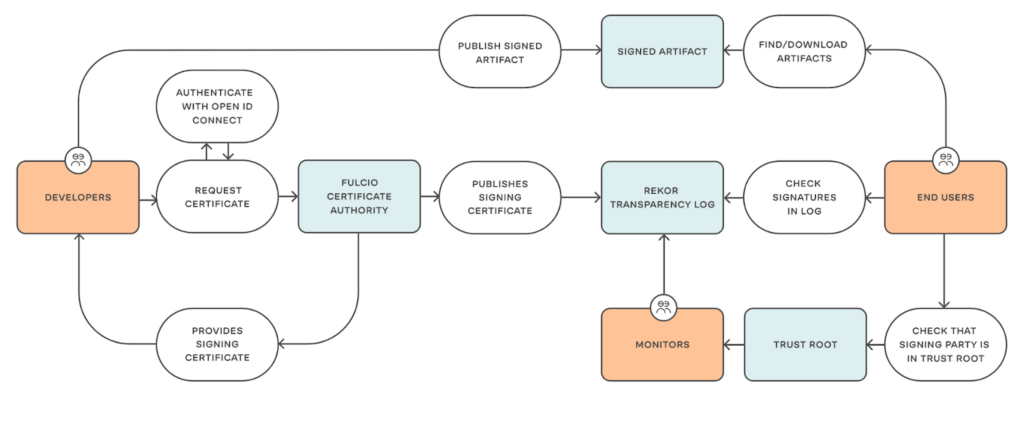 PUBLISH SIGNED
ARTIFACT
SIGNED ARTIFACT
FIND/DOWNLOAD
ARTIFACTS
AUTHENTICATE
WITH OPEN ID
CONNECT
DEVELOPERS
REQUEST
CERTIFICATE
FULCIO
CERTIFICATE
AUTHORITY
PUBLISHES
SIGNING
CERTIFICATE
REKOR
TRANSPARENCY LOG
CHECK
SIGNATURES
IN LOG
END USERS
PROVIDES
SIGNING
CERTIFICATE
MONITORS
TRUST ROOT
CHECK THAT
SIGNING PARTY IS
IN TRUST ROOT